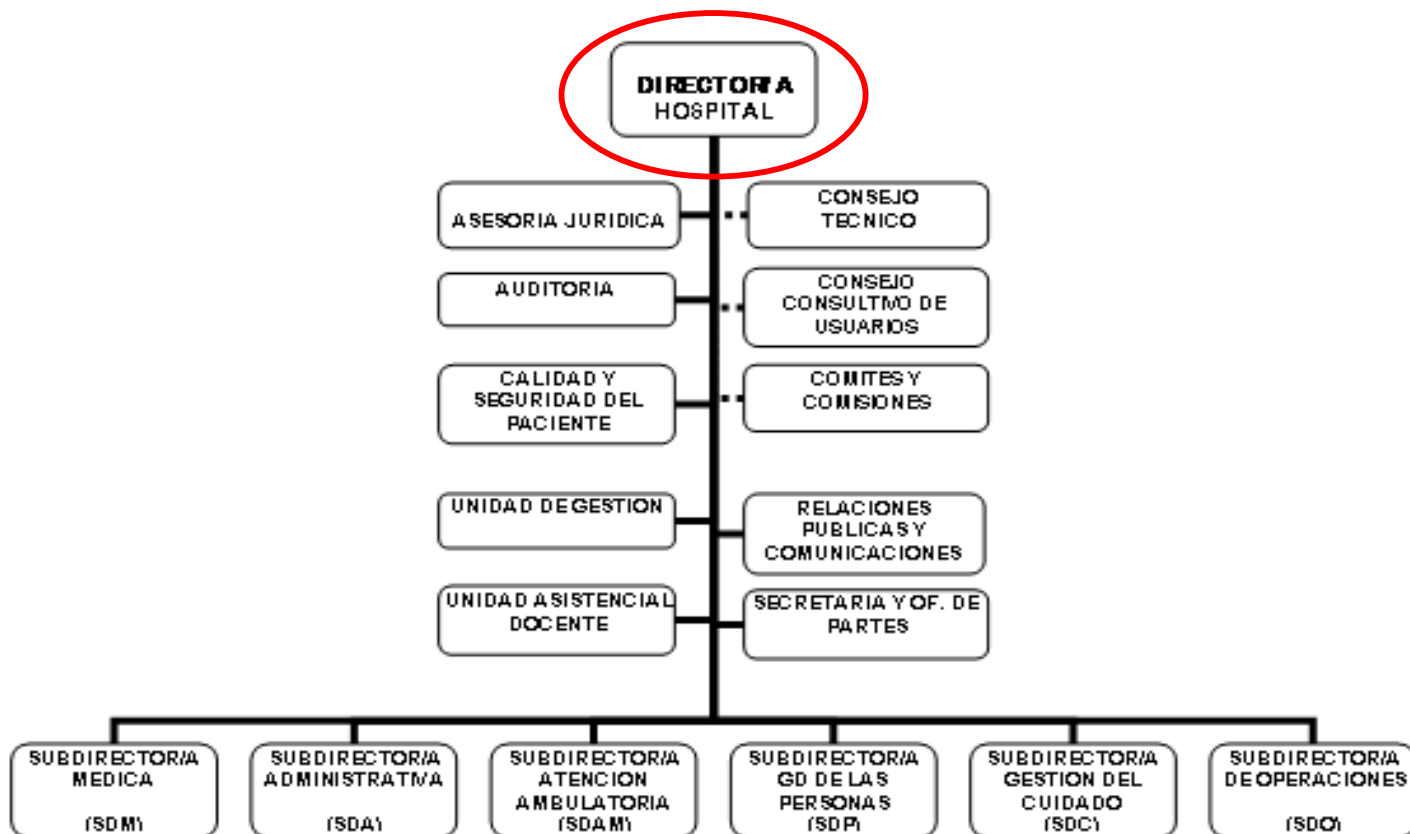 DIRECTOR/A
HOSPITAL
ASESORIA JURIDICA
CONSEJO
TECNICO
AUDITORIA
CONSEJO
CONSULTIVO DE
USUARIOS
CALIDAD Y
SEGURIDAD DEL
PACIENTE
COMITES Y
COMISIONES
UNIDAD DE GESTION
RELACIONES
PUBLICAS Y
COMUNICACIONES
UNIDAD ASISTENCIAL
DOCENTE
SECRETARIA Y OF. DE
PARTES
SUBDIRECTOR/A
MEDICA
(SDM)
SUBDIRECTOR/A
ADMINISTRATIVA
(SDA)
SUBDIRECTOR/A
ATENCION
AMBULATORIA
(SDAM)
SUBDIRECTOR/A
GD DE LAS
PERSONAS
(SDP)
SUBDIRECTOR/A
GESTION DEL
CUIDADO
(SDC)
SUBDIRECTOR/A
DE OPERACIONES
(SDO)